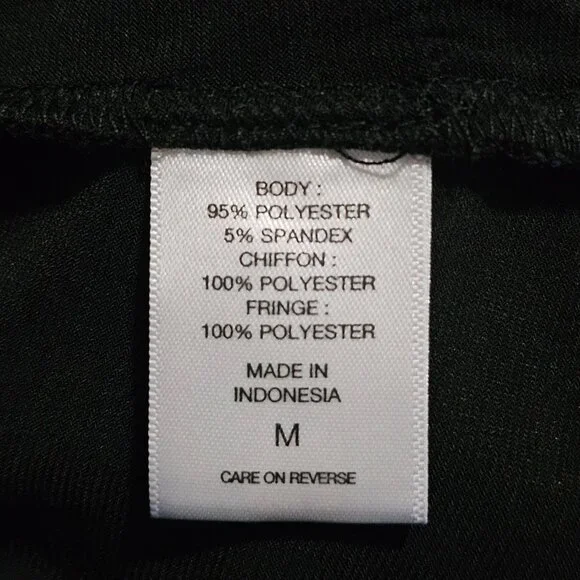 BODY :
95% POLYESTER
5% SPANDEX
CHIFFON :
100% POLYESTER
FRINGE :
100% POLYESTER
MADE IN
INDONESIA
M
CARE ON REVERSE